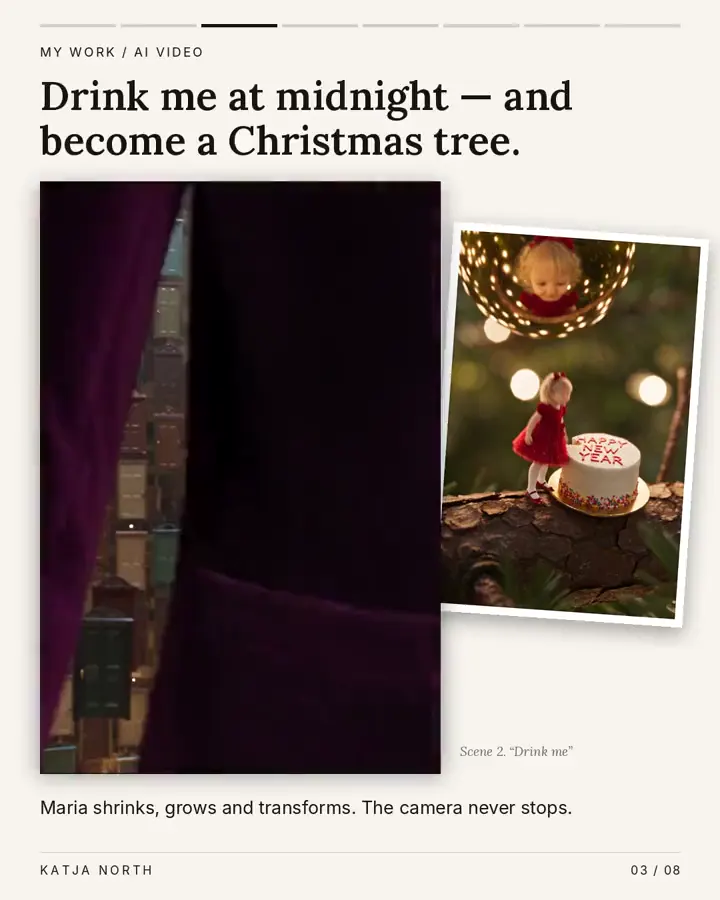 MY WORK / AI VIDEO
Drink me at midnight — and
become a Christmas tree.
HAPPY
NEW
YEAR
Scene 2. “Drink me”
Maria shrinks, grows and transforms. The camera never stops.
KATJA NORTH
03 / 08